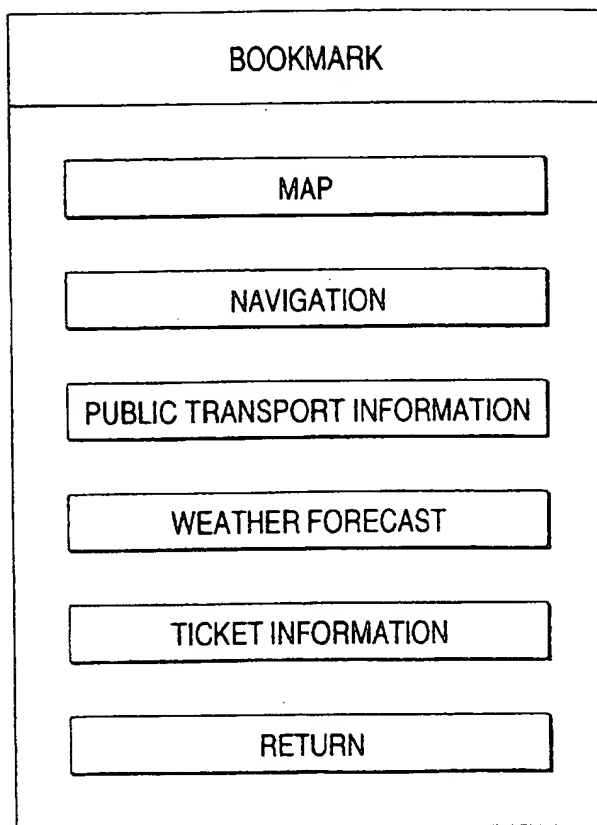 BOOKMARK
MAP
NAVIGATION
PUBLIC TRANSPORT INFORMATION
WEATHER FORECAST
TICKET INFORMATION
RETURN